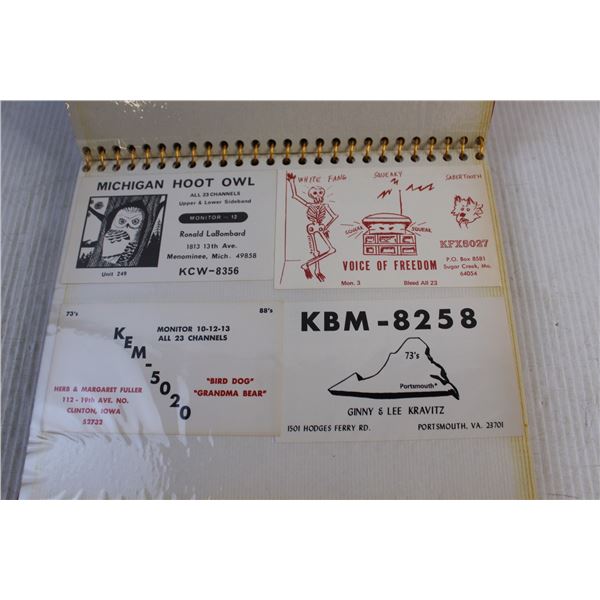 MICHIGAN HOOT OWL
ALL 23 CHANNELS
Upper & Lower Sideband
MONITOR - 12
Ronald LaBombard
1813 13th Ave.
Menominee, Mich. 49858
KCW-8356
Unit 249
WHITE FANG
SQUEAKY
SABERTOOTH
SQUEAK
SQUEAK
KFX8027
VOICE OF FREEDOM
P.O. Box 8581
Sugar Creek, Mo.
64054
Mon. 3
Bleed All 23
73's
88's
MONITOR 10-12-13
ALL 23 CHANNELS
KEM-5020
"BIRD DOG"
"GRANDMA BEAR"
HERB & MARGARET FULLER
112 - 19th AVE. NO.
CLINTON, IOWA
52732
KBM-8258
73's
Portsmouth
GINNY & LEE KRAVITZ
1501 HODGES FERRY RD.
PORTSMOUTH, VA. 23701